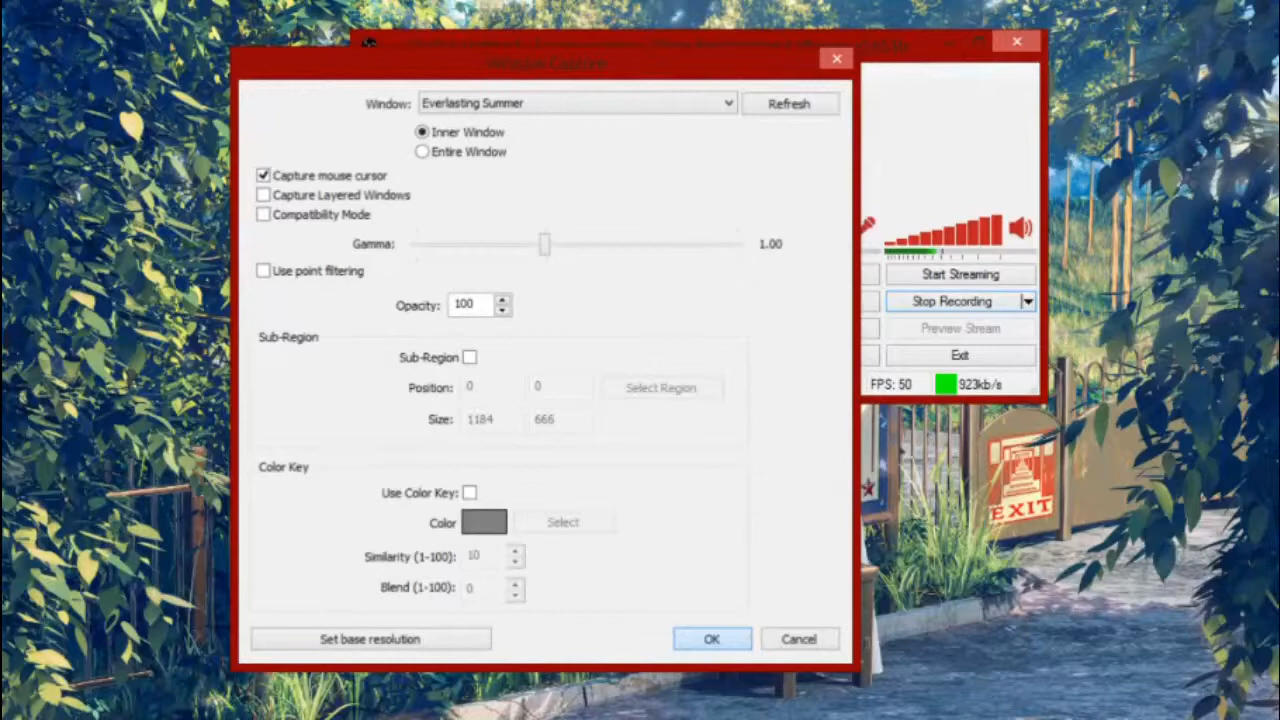 Window Capture
Window: Everlasting Summer Refresh
Inner Window
Entire Window
Capture mouse cursor
Capture Layered Windows
Compatibility Mode
Gamma: 1.00
Use point filtering
Opacity: 100
Sub-Region
Sub-Region
Position: 0 0 Select Region
Size: 1184 666
Color Key
Use Color Key:
Color Select
Similarity (1-100): 10
Blend (1-100): 0
Set base resolution OK Cancel
Start Streaming
Stop Recording
Preview Stream
Exit
FPS: 50 923kb/s
EXIT